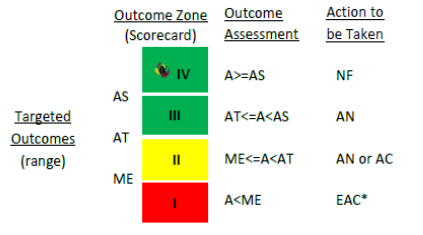 Outcome Zone Outcome Action to
(Scorecard) Assessment be Taken
IV A>=AS NF
AS
III AT<=A<AS AN
Targeted
Outcomes
(range)
AT
II ME<=A<AT AN or AC
ME
I A<ME EAC*